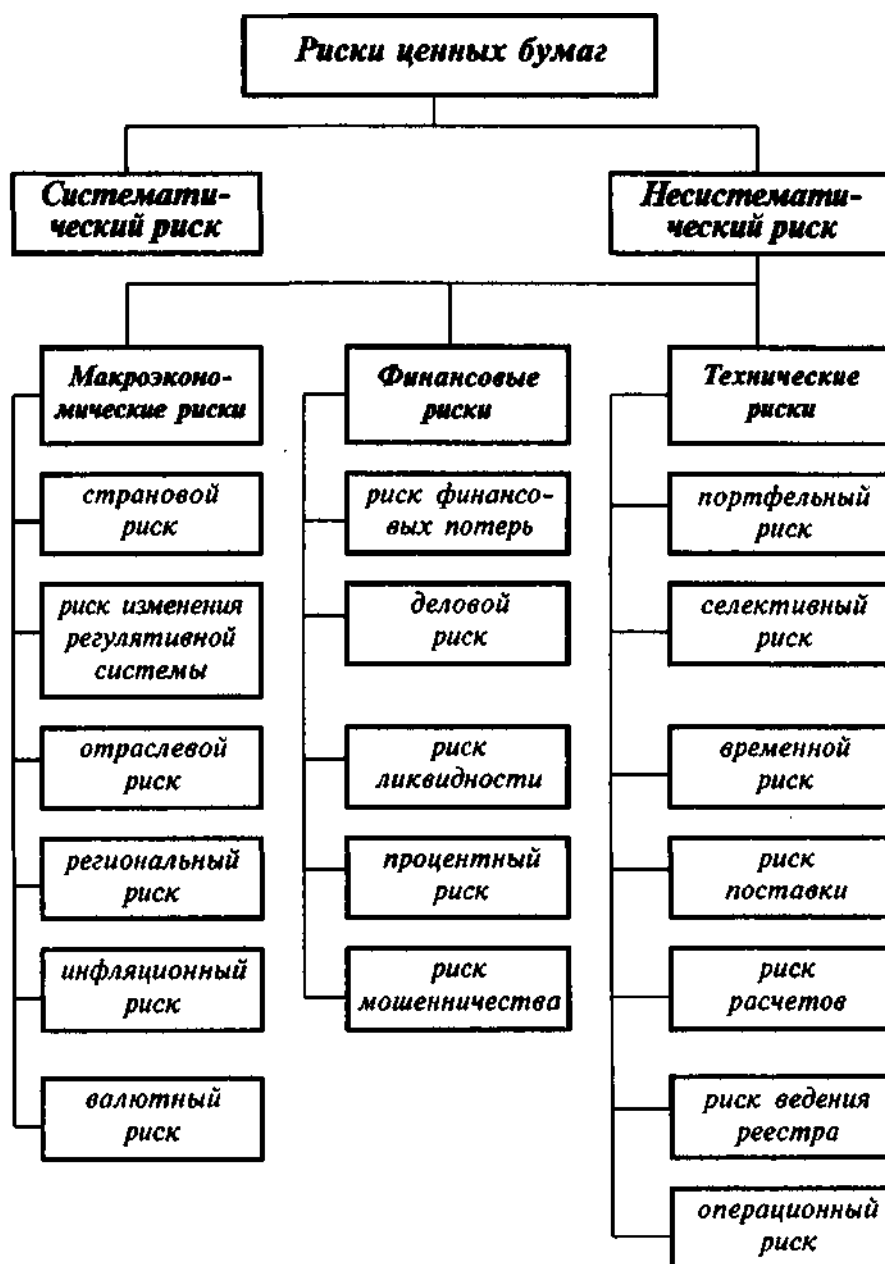 Риски ценных бумаг
Системати-
ческий риск
Несистемати-
ческий риск
Макроэконо-
мические риски
страновой
риск
риск изменения
регулятивной
системы
отраслевой
риск
региональный
риск
инфляционный
риск
валютный
риск
Финансовые
риски
риск финансо-
вых потерь
деловой
риск
риск
ликвидности
процентный
риск
риск
мошенничества
Технические
риски
портфельный
риск
селективный
риск
временной
риск
риск
поставки
риск
расчетов
риск ведения
реестра
операционный
риск